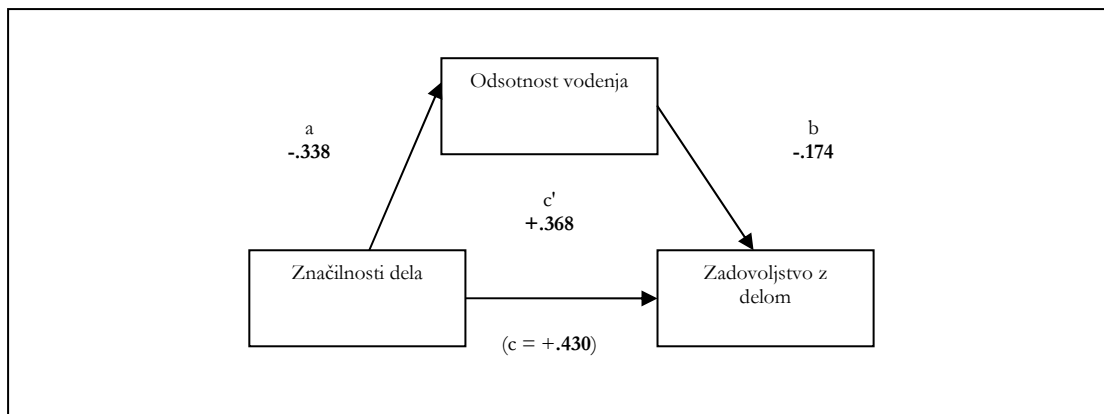 Odsotnost vodenja
a
-.338
b
-.174
c'
+.368
Značilnosti dela
Zadovoljstvo z
delom
(c = +.430)